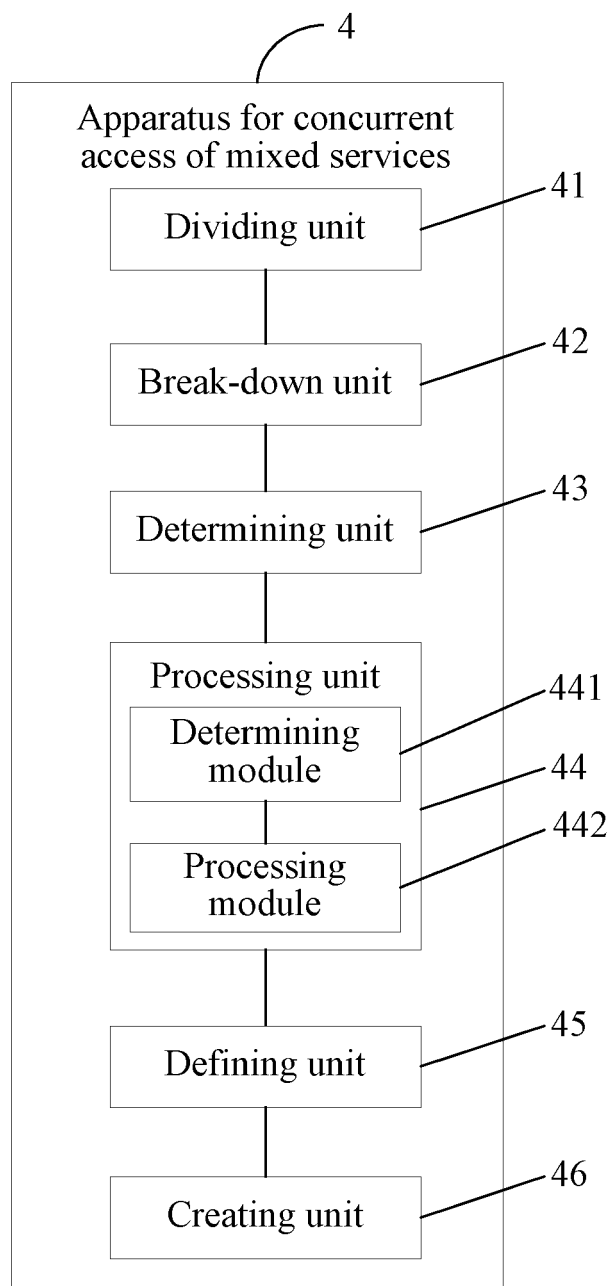 4
Apparatus for concurrent
access of mixed services
41
Dividing unit
42
Break-down unit
43
Determining unit
Processing unit
441
Determining
module
44
442
Processing
module
45
Defining unit
46
Creating unit